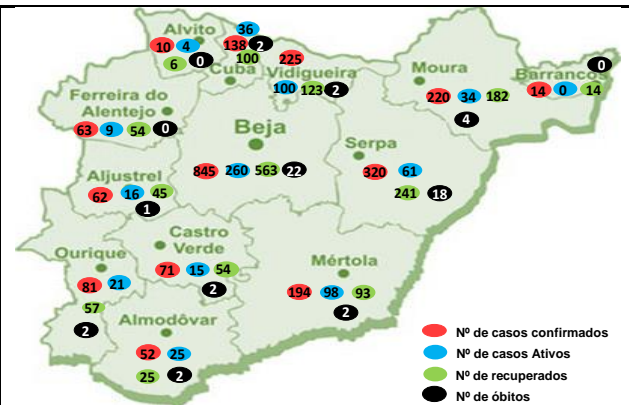 Alvito
10 4
6 0
36
138 2
100
Cuba
225
Vidigueira
100 123 2
Moura
220 34 182
4
0
Barrancos
14 0 14
Ferreira do
Alentejo
63 9 54 0
Beja
845 260 563 22
Serpa
320 61
241 18
Aljustrel
62 16 45
1
Castro
Verde
71 15 54
2
Ourique
81 21
57
2
Mértola
194 98 93
2
Almodôvar
52 25
25 2
Nº de casos confirmados
Nº de casos Ativos
Nº de recuperados
Nº de óbitos